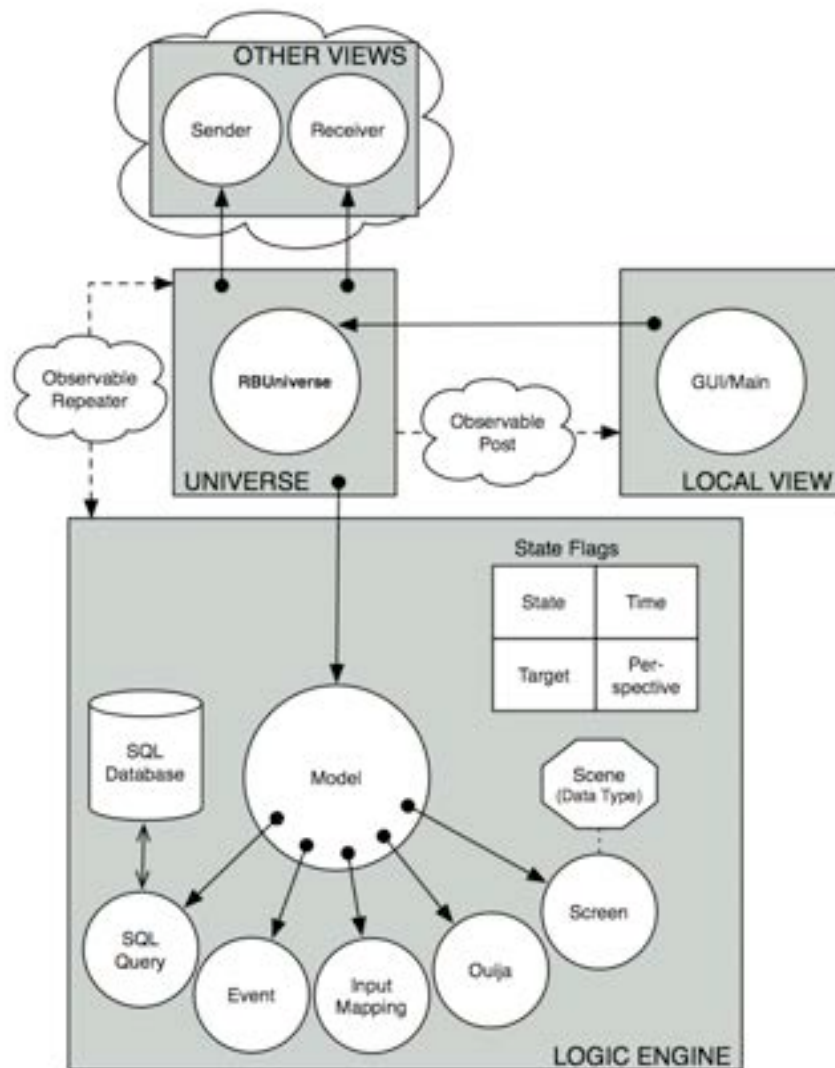 OTHER VIEWS
Sender
Receiver
Observable
Repeater
RBUniverse
UNIVERSE
Observable
Post
GUI/Main
LOCAL VIEW
State Flags
State
Time
Target
Per-
spective
SQL
Database
Model
Scene
(Data Type)
SQL
Query
Event
Input
Mapping
Ouija
Screen
LOGIC ENGINE